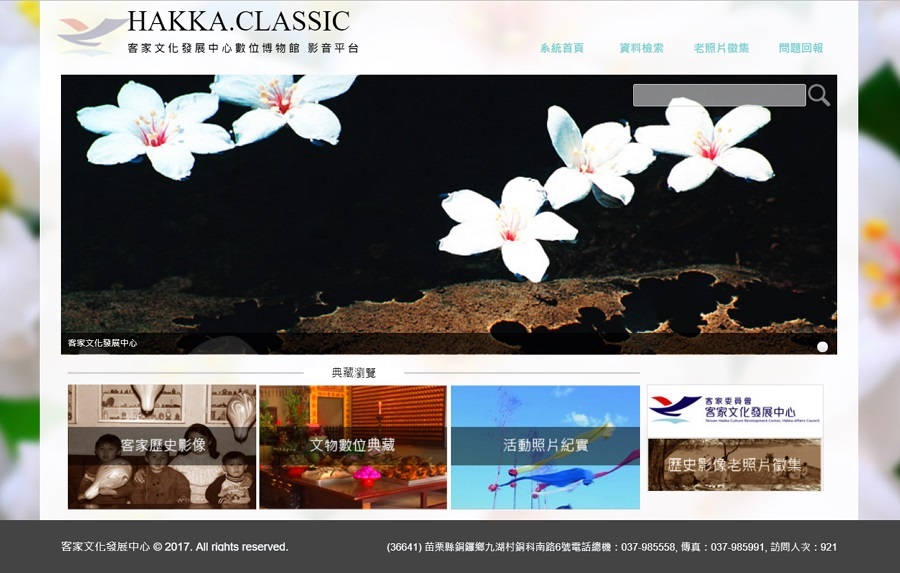 HAKKA.CLASSIC
客家文化發展中心數位博物館 影音平台
系統首頁 資料檢索 老照片徵集 問題回報
客家文化發展中心
典藏瀏覽
客家歷史影像 文物數位典藏 活動照片紀實
客家委員會
客家文化發展中心
Taiwan Hakka Culture Development Center, Hakka Affairs Council
歷史影像老照片徵集
客家文化發展中心 © 2017. All rights reserved. (36641) 苗栗縣銅鑼鄉九湖村銅科南路6號電話總機：037-985558, 傳真：037-985991, 訪問人次：921